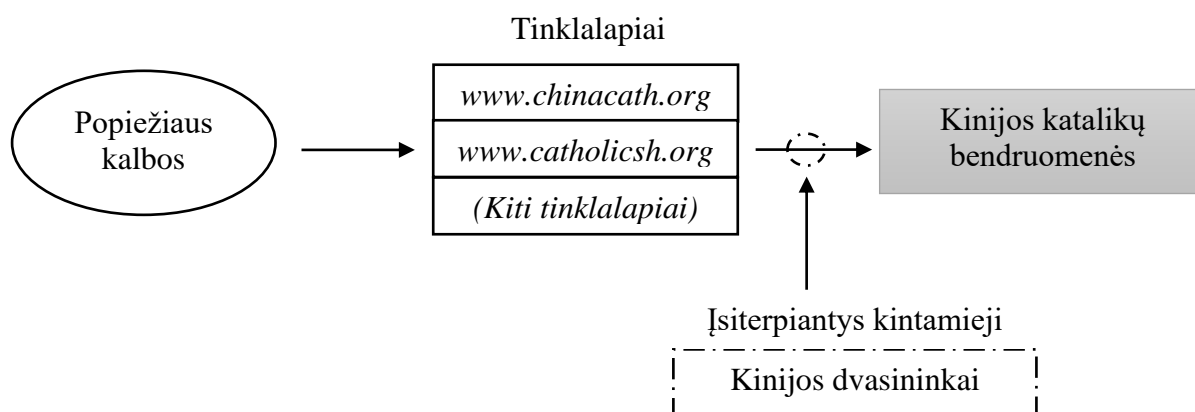 Tinklalapiai
Popiežiaus
kalbos
www.chinacath.org
www.catholicsh.org
(Kiti tinklalapiai)
Kinijos katalikų
bendruomenės
Įsiterpiantys kintamieji
Kinijos dvasininkai